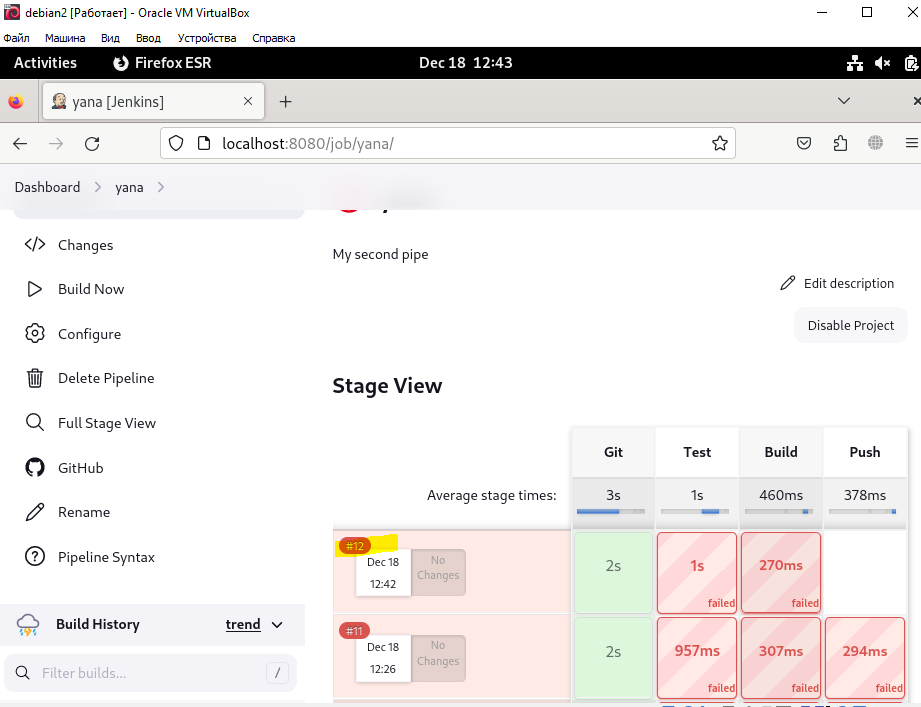 debian2 [Работает] - Oracle VM VirtualBox
Файл Машина Вид Ввод Устройства Справка
Activities Firefox ESR Dec 18 12:43
yana [Jenkins]
localhost:8080/job/yana/
Dashboard yana
Changes
Build Now
Configure
Delete Pipeline
Full Stage View
GitHub
Rename
Pipeline Syntax
Build History trend
Filter builds... /
My second pipe
Edit description
Disable Project
Stage View
Git Test Build Push
Average stage times: 3s 1s 460ms 378ms
#12
Dec 18
12:42
No
Changes
2s
1s
failed
270ms
failed
#11
Dec 18
12:26
No
Changes
2s
957ms
failed
307ms
failed
294ms
failed